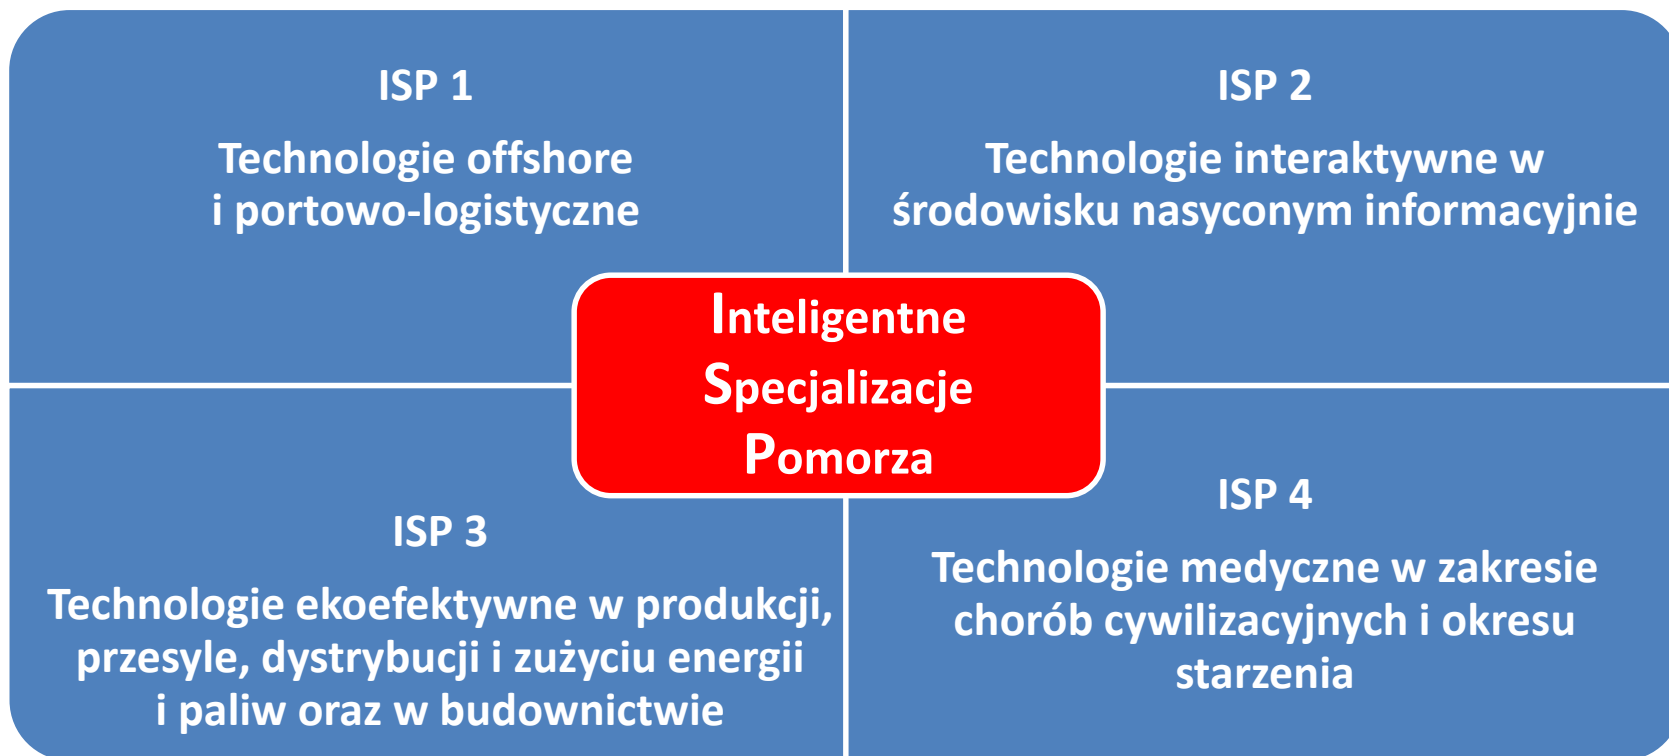 ISP 1
Technologie offshore
i portowo-logistyczne
ISP 2
Technologie interaktywne w
środowisku nasyconym informacyjnie
Inteligentne
Specjalizacje
Pomorza
ISP 3
Technologie ekoefektywne w produkcji,
przesyle, dystrybucji i zużyciu energii
i paliw oraz w budownictwie
ISP 4
Technologie medyczne w zakresie
chorób cywilizacyjnych i okresu
starzenia